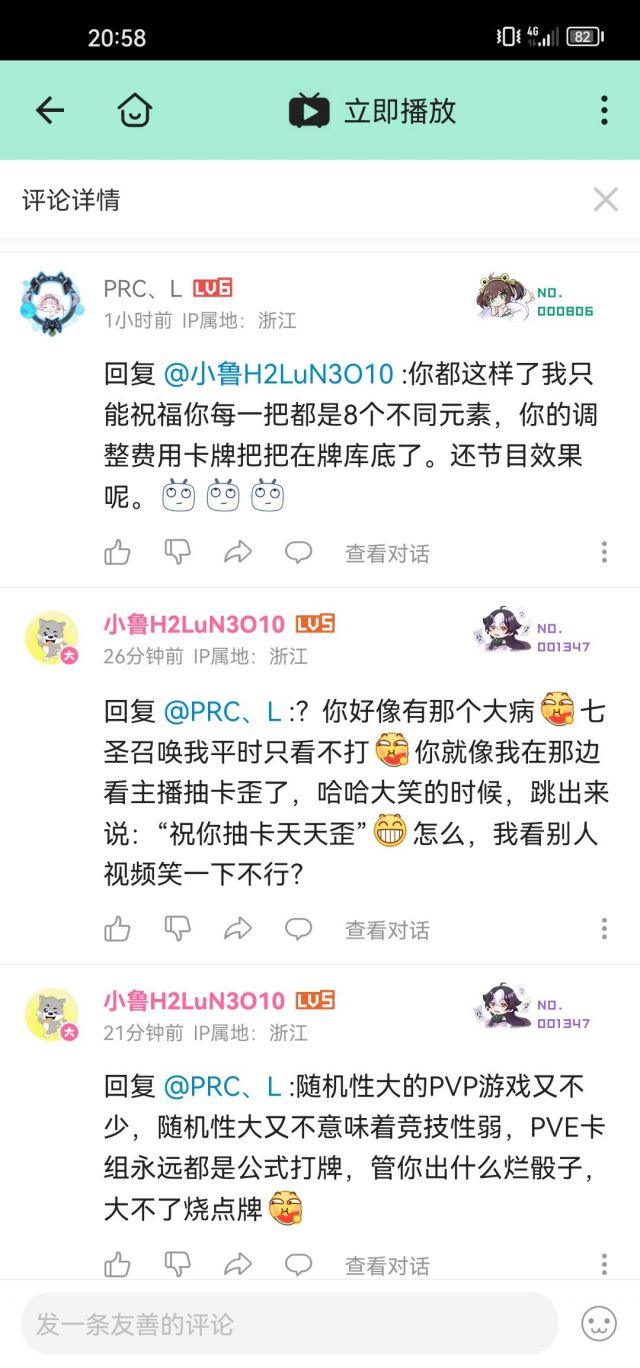 20:58
4G
82
立即播放
评论详情
PRC、L LV6
NO.
000806
1小时前 IP属地：浙江
回复 @小鲁H2LuN3O10 :你都这样了我只
能祝福你每一把都是8个不同元素，你的调
整费用卡牌把把在牌库底了。还节目效果
呢。
查看对话
小鲁H2LuN3O10 LV5
NO.
001347
大
26分钟前 IP属地：浙江
回复 @PRC、L :？你好像有那个大病 七
圣召唤我平时只看不打 你就像我在那边
看主播抽卡歪了，哈哈大笑的时候，跳出来
说：“祝你抽卡天天歪” 怎么，我看别人
视频笑一下不行?
查看对话
小鲁H2LuN3O10 LV5
NO.
001347
大
21分钟前 IP属地：浙江
回复 @PRC、L :随机性大的PVP游戏又不
少，随机性大又不意味着竞技性弱，PVE卡
组永远都是公式打牌，管你出什么烂骰子，
大不了烧点牌
查看对话
发一条友善的评论